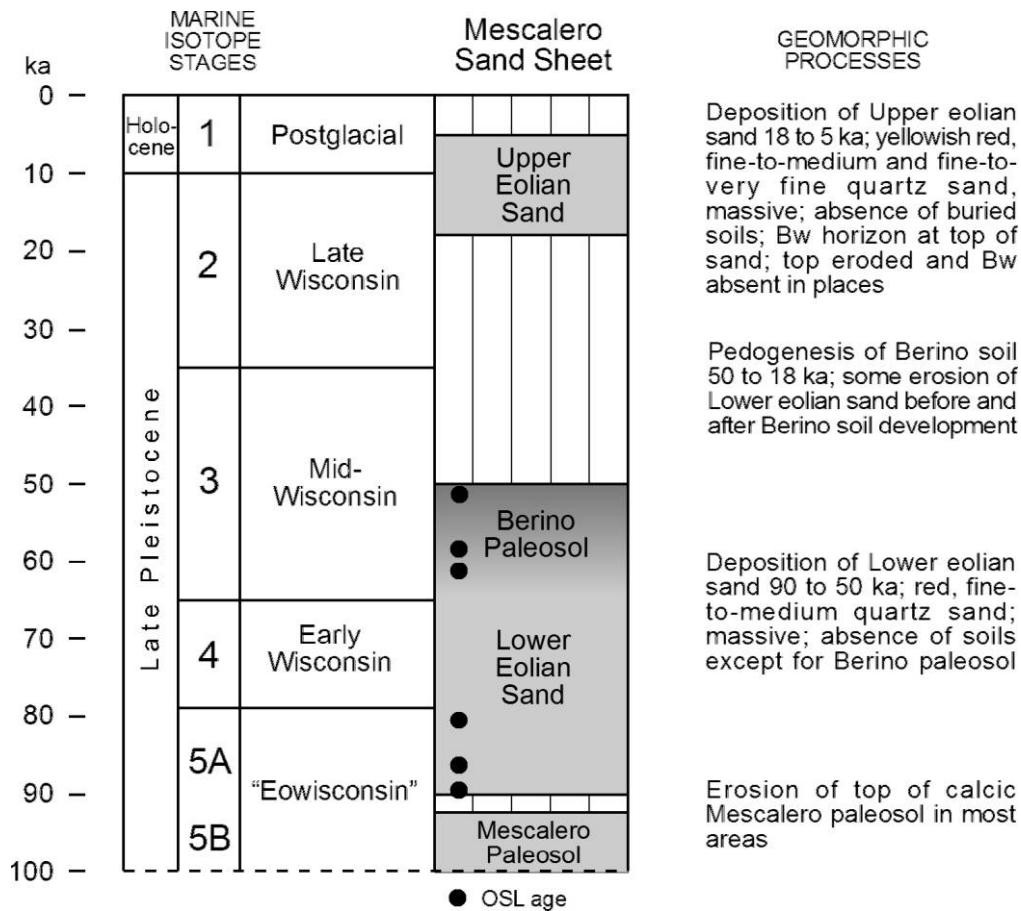 MARINE
ISOTOPE
STAGES
Mescalero
Sand Sheet
GEOMORPHIC
PROCESSES
ka
0
10
20
30
40
50
60
70
80
90
100
Holo-
cene
Late Pleistocene
1
2
3
4
5A
5B
Postglacial
Late
Wisconsin
Mid-
Wisconsin
Early
Wisconsin
“Eowisconsin”
Upper
Eolian
Sand
Berino
Paleosol
Lower
Eolian
Sand
Mescalero
Paleosol
OSL age
Deposition of Upper eolian
sand 18 to 5 ka; yellowish red,
fine-to-medium and fine-to-
very fine quartz sand,
massive; absence of buried
soils; Bw horizon at top of
sand; top eroded and Bw
absent in places
Pedogenesis of Berino soil
50 to 18 ka; some erosion of
Lower eolian sand before and
after Berino soil development
Deposition of Lower eolian
sand 90 to 50 ka; red, fine-
to-medium quartz sand;
massive; absence of soils
except for Berino paleosol
Erosion of top of calcic
Mescalero paleosol in most
areas